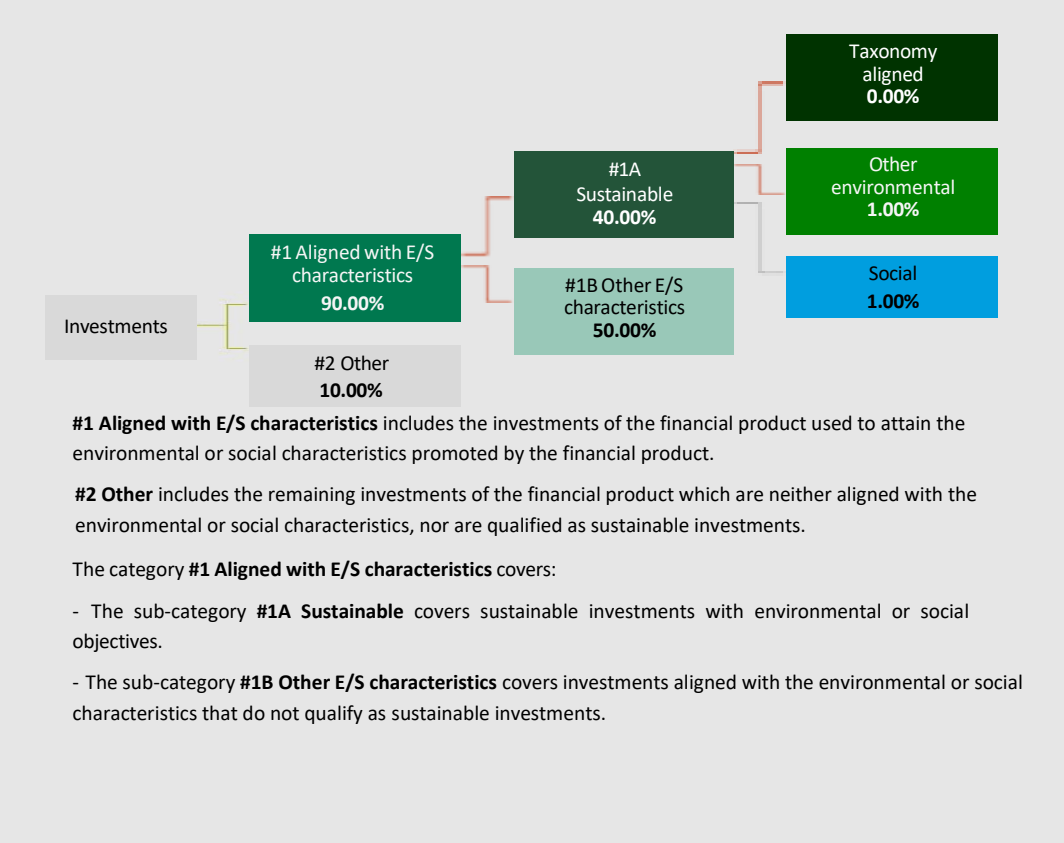 Taxonomy
aligned
0.00%
#1A
Sustainable
40.00%
Other
environmental
1.00%
#1 Aligned with E/S
characteristics
90.00%
#1B Other E/S
characteristics
50.00%
Social
1.00%
Investments
#2 Other
10.00%
#1 Aligned with E/S characteristics includes the investments of the financial product used to attain the
environmental or social characteristics promoted by the financial product.
#2 Other includes the remaining investments of the financial product which are neither aligned with the
environmental or social characteristics, nor are qualified as sustainable investments.
The category #1 Aligned with E/S characteristics covers:
- The sub-category #1A Sustainable covers sustainable investments with environmental or social
objectives.
- The sub-category #1B Other E/S characteristics covers investments aligned with the environmental or social
characteristics that do not qualify as sustainable investments.